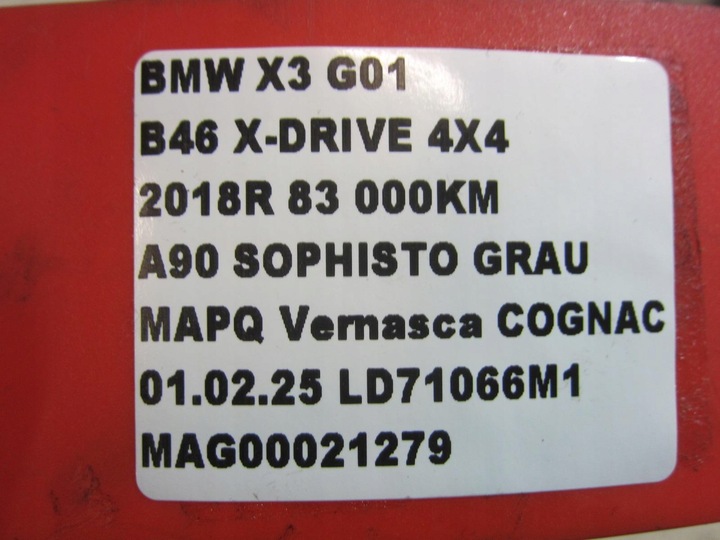 BMW X3 G01
B46 X-DRIVE 4X4
2018R 83 000KM
A90 SOPHISTO GRAU
MAPQ Vernasca COGNAC
01.02.25 LD71066M1
MAG00021279